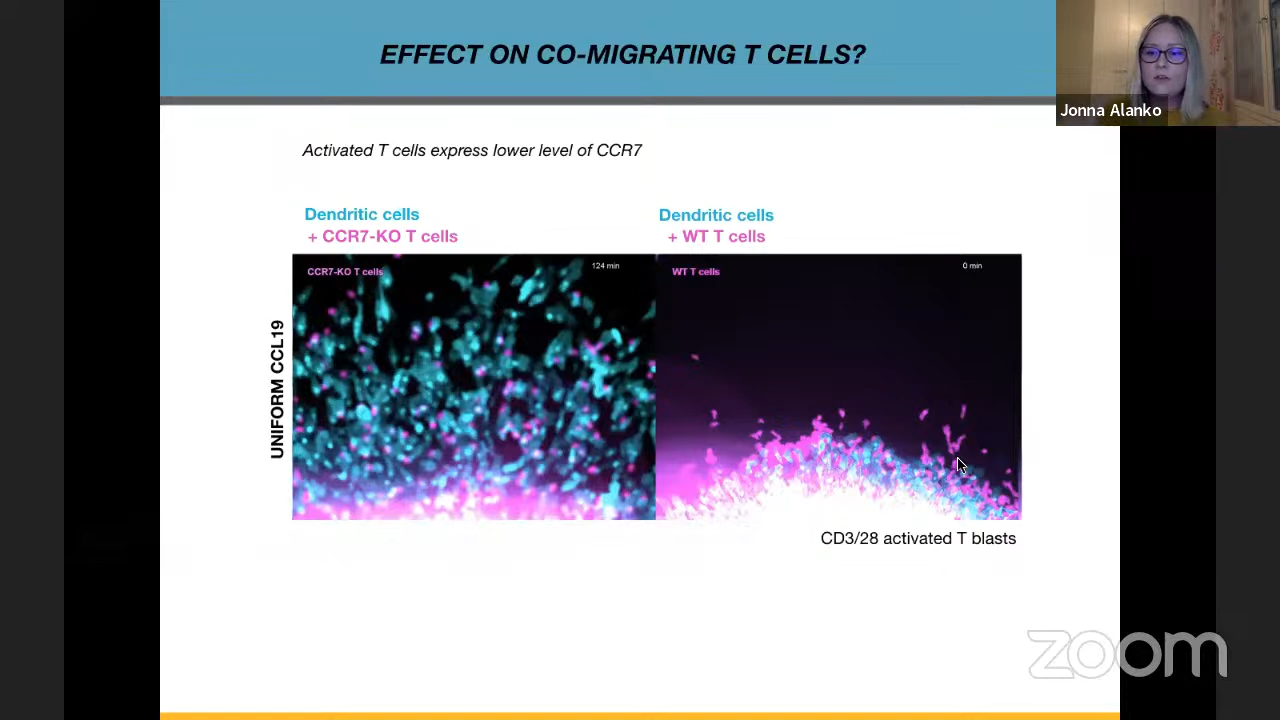 EFFECT ON CO-MIGRATING T CELLS?
Jonna Alanko
Activated T cells express lower level of CCR7
Dendritic cells
+ CCR7-KO T cells
Dendritic cells
+ WT T cells
UNIFORM CCL19
CCR7-KO T cells
124 min
WT T cells
0 min
CD3/28 activated T blasts
zoom